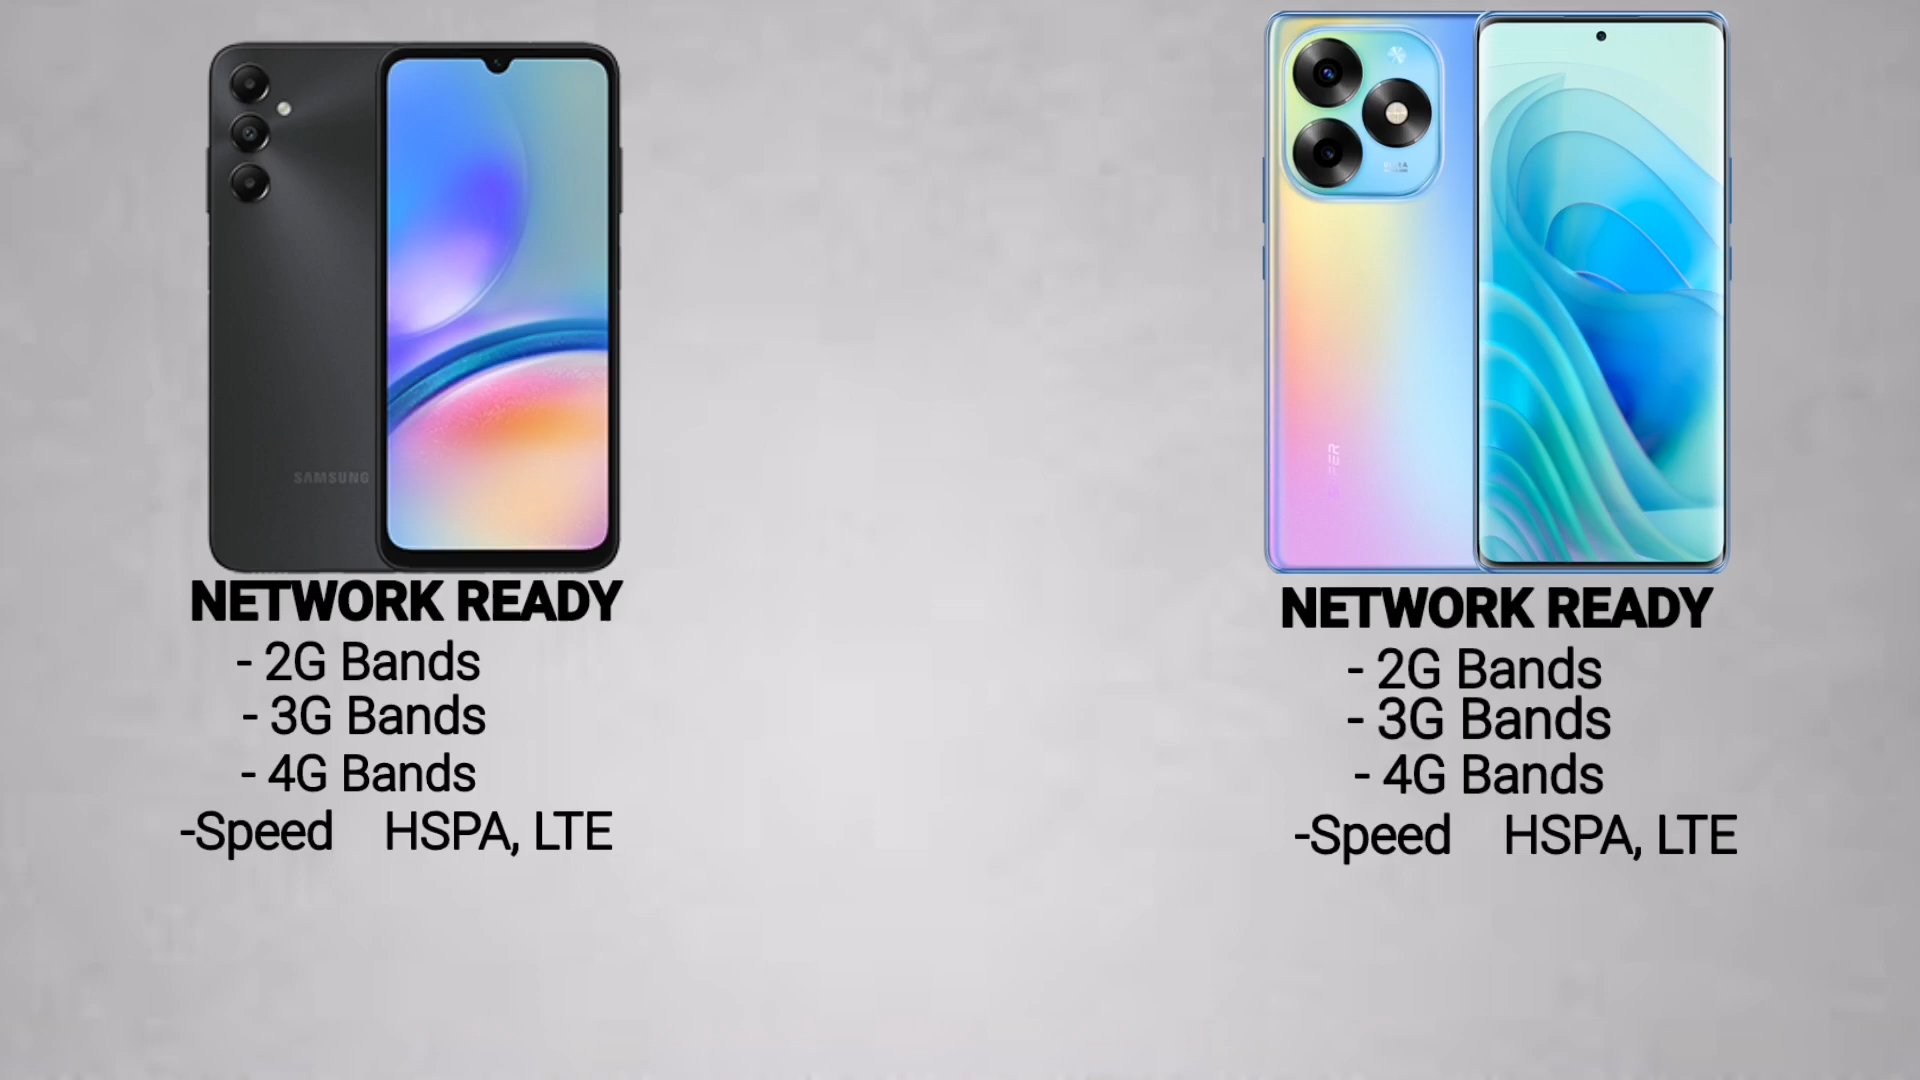 SAMSUNG
NETWORK READY
- 2G Bands
- 3G Bands
- 4G Bands
-Speed HSPA, LTE
NETWORK READY
- 2G Bands
- 3G Bands
- 4G Bands
-Speed HSPA, LTE